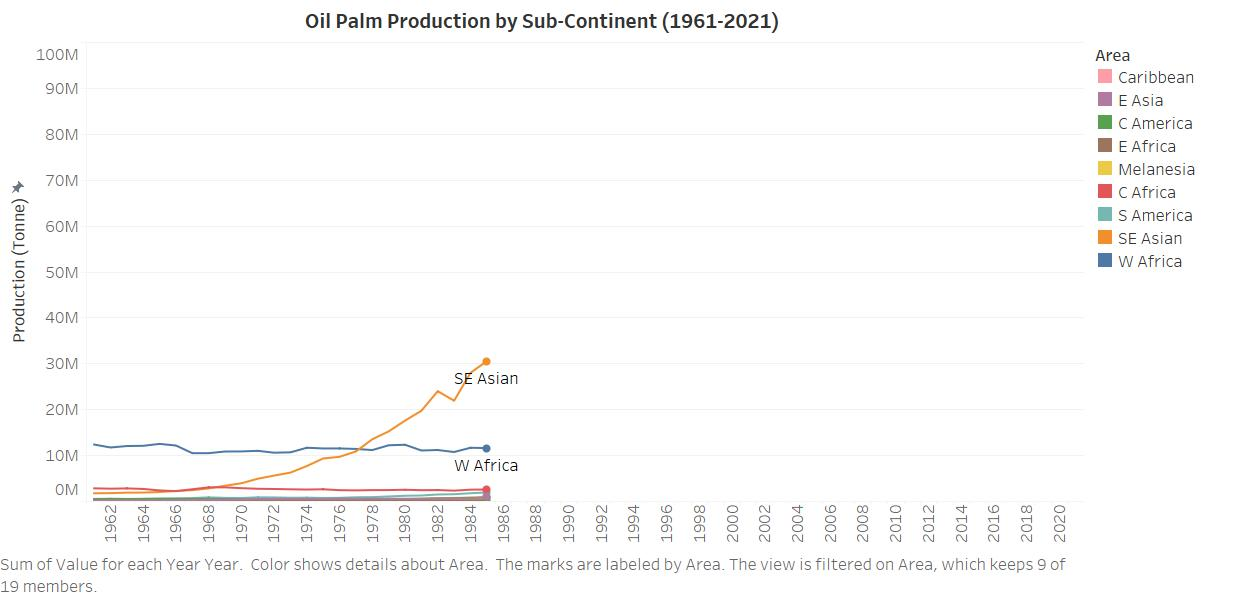 Oil Palm Production by Sub-Continent (1961-2021)
100M
90M
80M
70M
60M
50M
40M
30M
20M
10M
0M
Production (Tonne)
SE Asian
W Africa
1962
1964
1966
1968
1970
1972
1974
1976
1978
1980
1982
1984
1986
1988
1990
1992
1994
1996
1998
2000
2002
2004
2006
2008
2010
2012
2014
2016
2018
2020
Area
Caribbean
E Asia
C America
E Africa
Melanesia
C Africa
S America
SE Asian
W Africa
Sum of Value for each Year Year.  Color shows details about Area.  The marks are labeled by Area. The view is filtered on Area, which keeps 9 of
19 members.